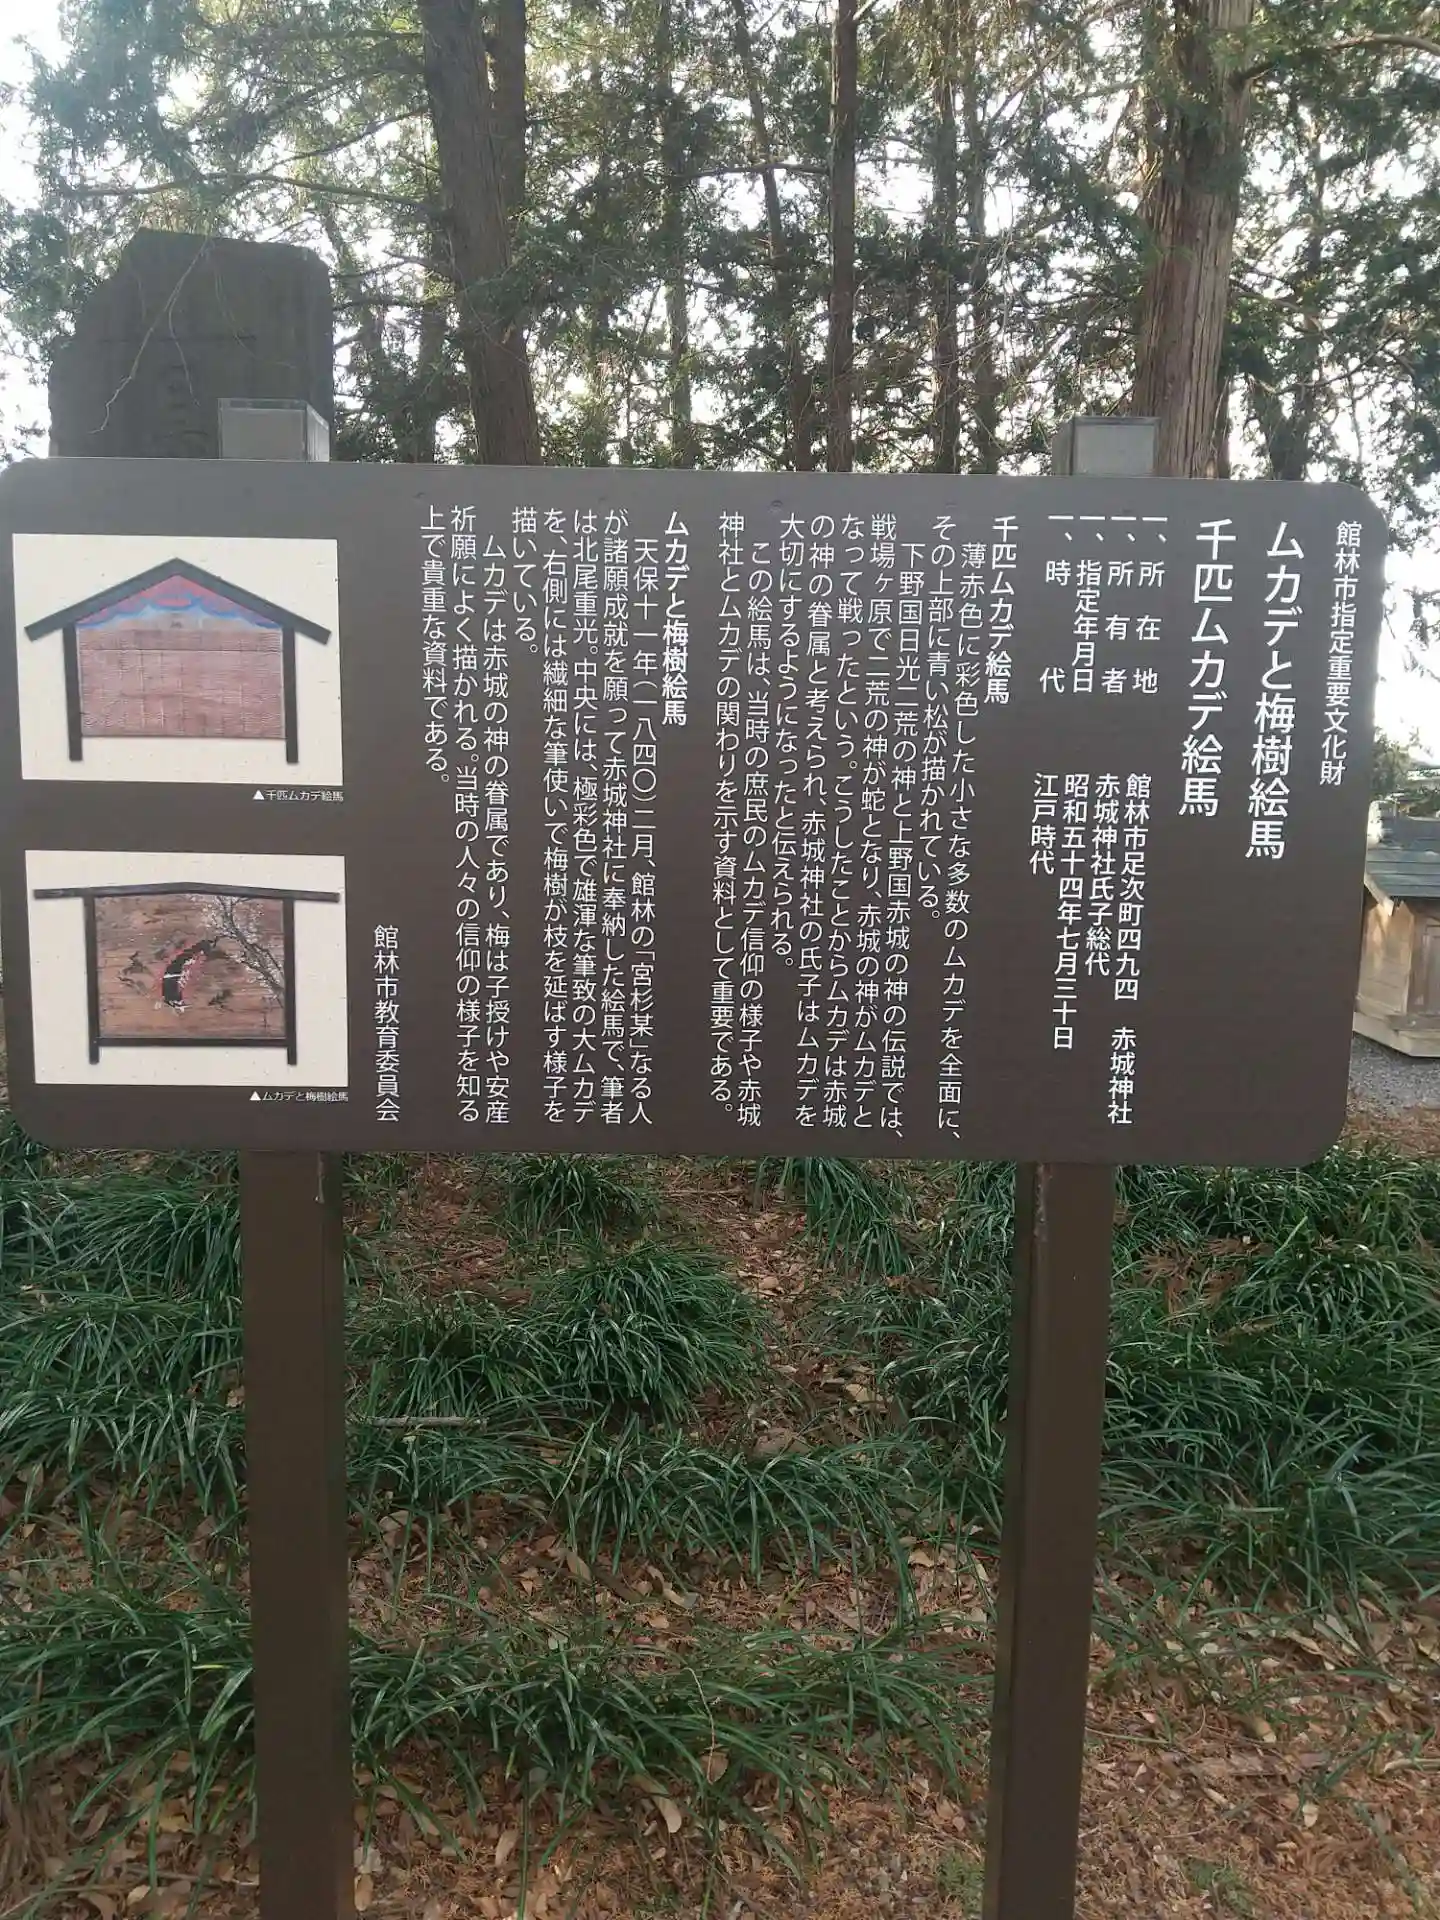 館林市指定重要文化財
ムカデと梅樹絵馬
千匹ムカデ絵馬
一、所在地　館林市足次町四九四　赤城神社
一、所有者　赤城神社氏子総代
一、指定年月日　昭和五十四年七月三十日
一、時代　江戸時代
千匹ムカデ絵馬
薄赤色に彩色した小さな多数のムカデを全面に、
その上部に青い松が描かれている。
下野国日光二荒の神と上野国赤城の神の伝説では、
戦場ヶ原で二荒の神が蛇となり、赤城の神がムカデと
なって戦ったという。こうしたことからムカデは赤城
の神の眷属と考えられ、赤城神社の氏子はムカデを
大切にするようになったと伝えられる。
この絵馬は、当時の庶民のムカデ信仰の様子や赤城
神社とムカデの関わりを示す資料として重要である。
ムカデと梅樹絵馬
天保十一年（一八四〇）二月、館林の「宮杉某」なる人
が諸願成就を願って赤城神社に奉納した絵馬で、筆者
は北尾重光。中央には、極彩色で雄渾な筆致の大ムカデ
を、右側には繊細な筆使いで梅樹が枝を延ばす様子を
描いている。
ムカデは赤城の神の眷属であり、梅は子授けや安産
祈願によく描かれる。当時の人々の信仰の様子を知る
上で貴重な資料である。
館林市教育委員会
▲千匹ムカデ絵馬
▲ムカデと梅樹絵馬